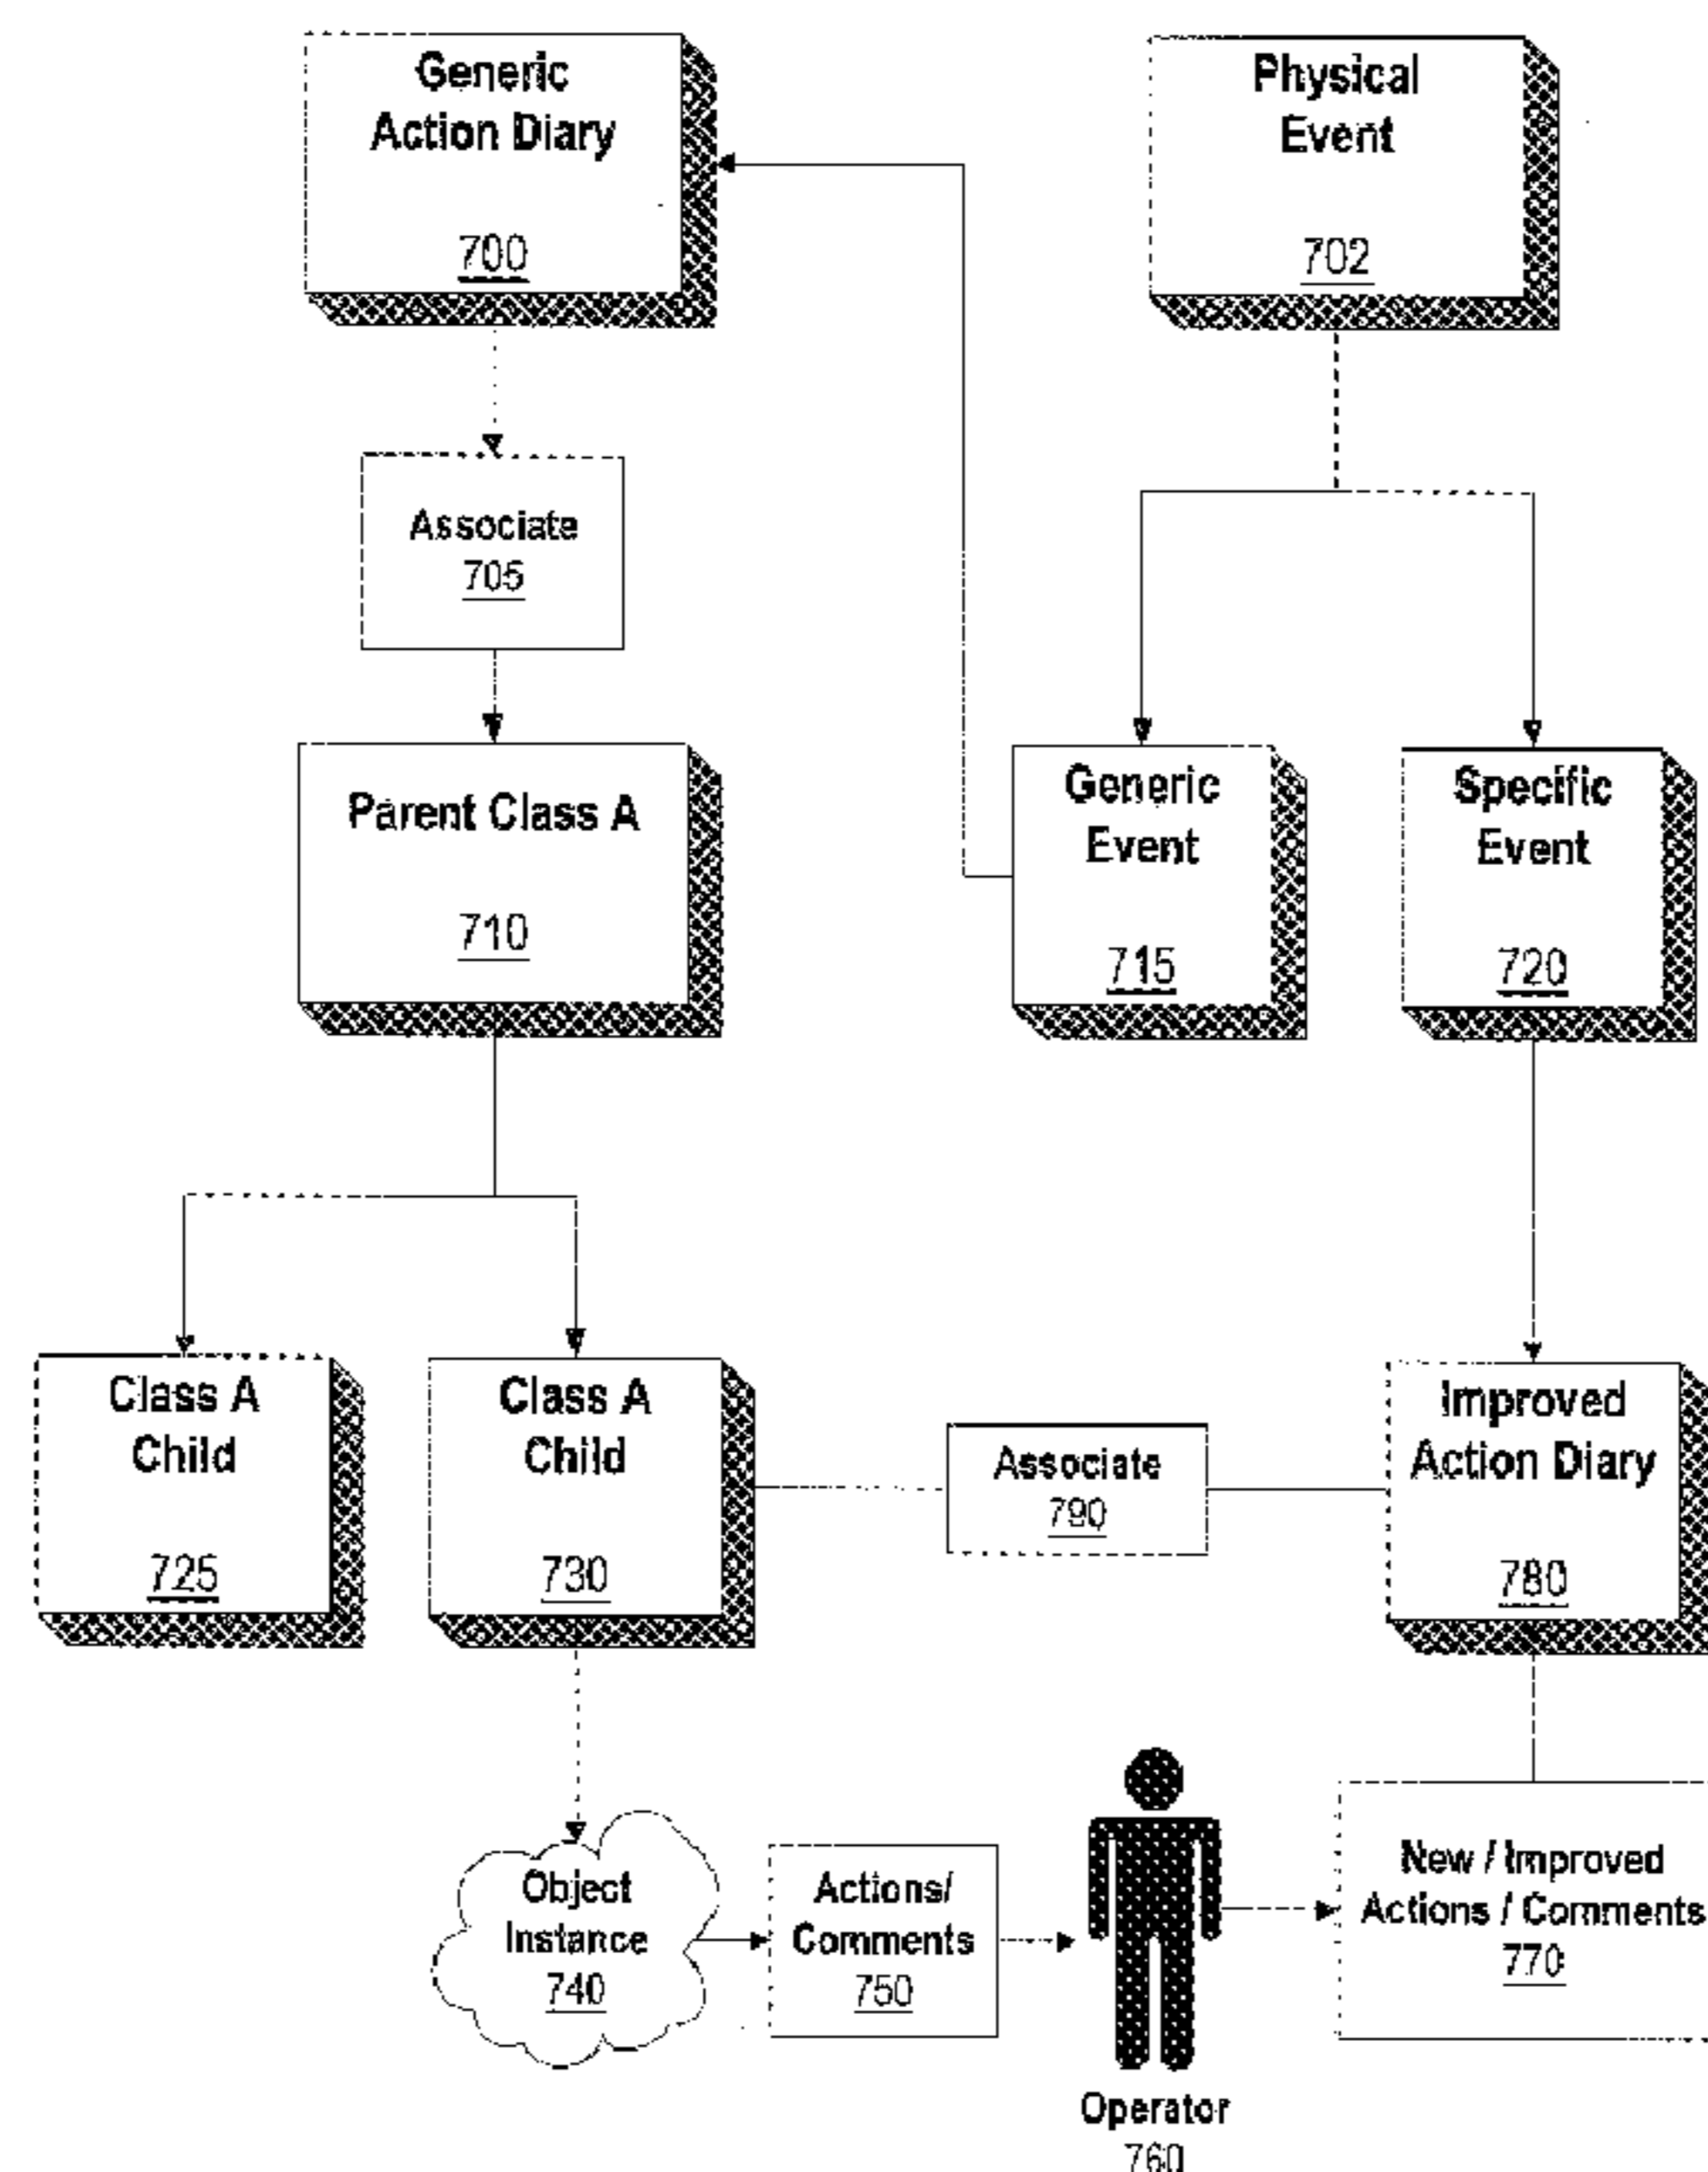 Generic
Action Diary
700
Physical
Event
702
Associate
705
Parent Class A
710
Generic
Event
715
Specific
Event
720
Class A
Child
725
Class A
Child
730
Associate
790
Improved
Action Diary
780
Object
Instance
740
Actions/
Comments
750
Operator
760
New / Improved
Actions / Comments
770